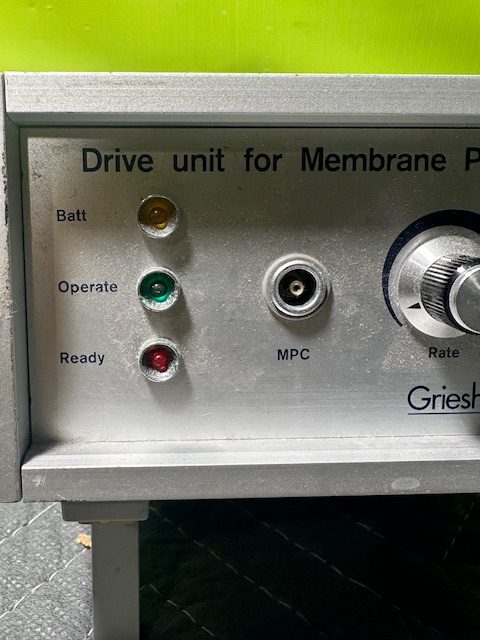 Drive unit for Membrane P
Batt
Operate
Ready
MPC
Rate
Griesh